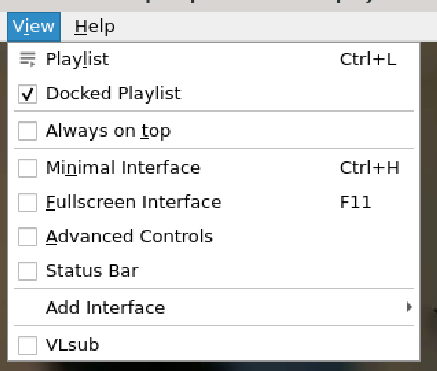 View Help
Playlist Ctrl+L
Docked Playlist
Always on top
Minimal Interface Ctrl+H
Fullscreen Interface F11
Advanced Controls
Status Bar
Add Interface
VLsub